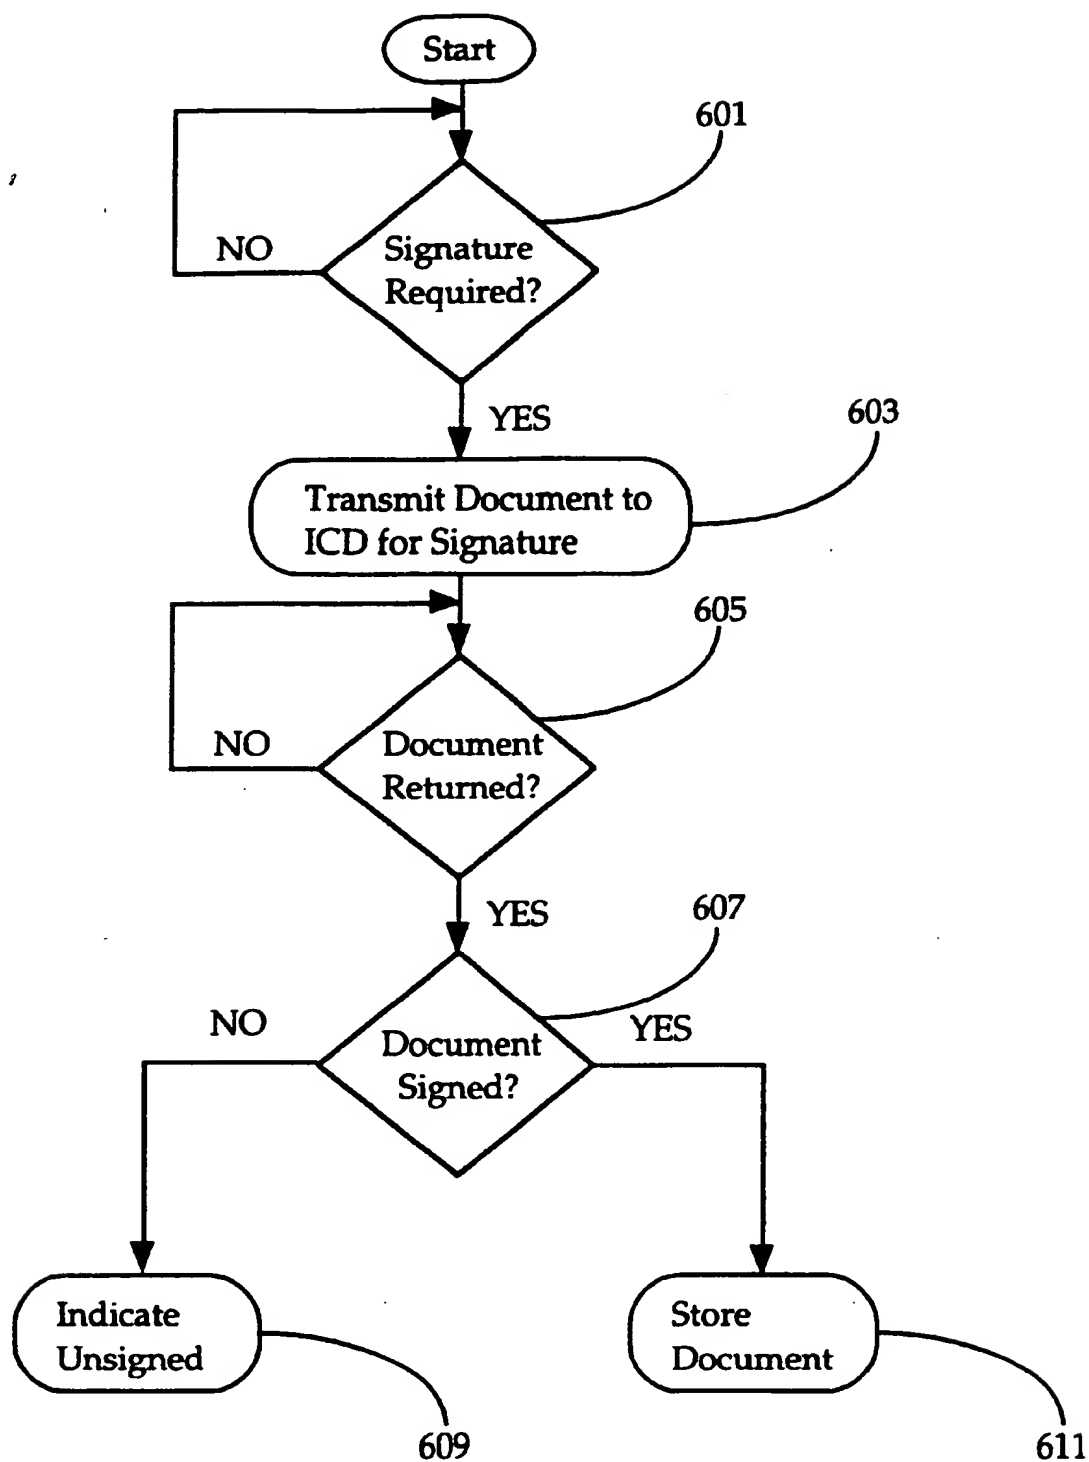 Start
601
NO
Signature
Required?
YES
603
Transmit Document to
ICD for Signature
605
NO
Document
Returned?
YES
607
NO
YES
Document
Signed?
Indicate
Unsigned
Store
Document
609
611